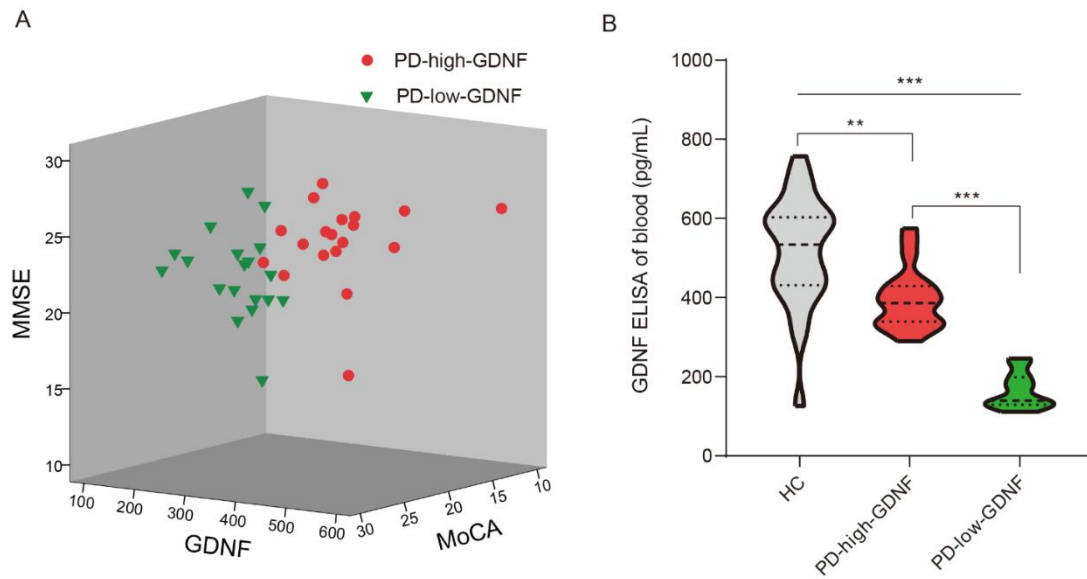 A
PD-high-GDNF
PD-low-GDNF
30
25
20
15
10
MMSE
100
200
300
400
500
600
GDNF
30
25
20
15
10
MoCA
B
1000
800
600
400
200
0
GDNF ELISA of blood (pg/mL)
***
**
***
HC
PD-high-GDNF
PD-low-GDNF